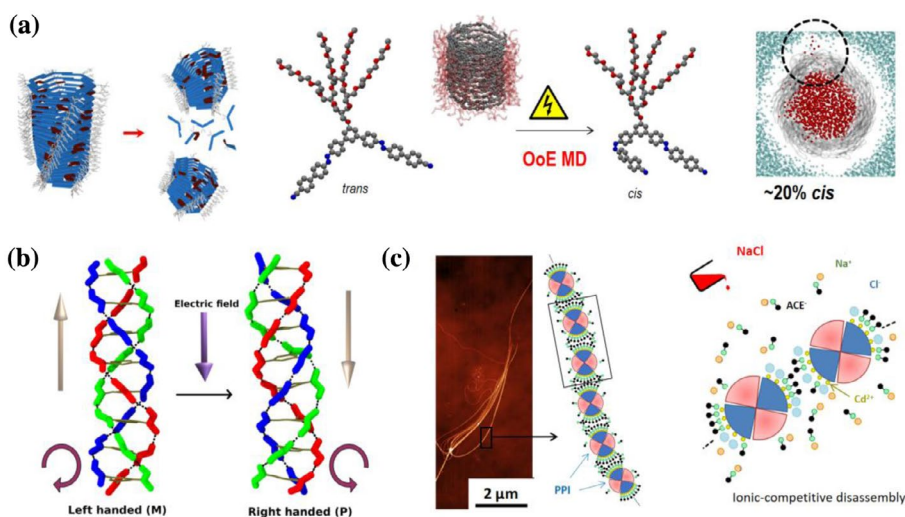 (a)
trans
OoE MD
cis
~20% cis
(b)
Electric field
Left handed (M)
Right handed (P)
(c)
2 µm
PPI
NaCl
Na⁺
ACE⁻
Cl⁻
Cd²⁺
Ionic-competitive disassembly